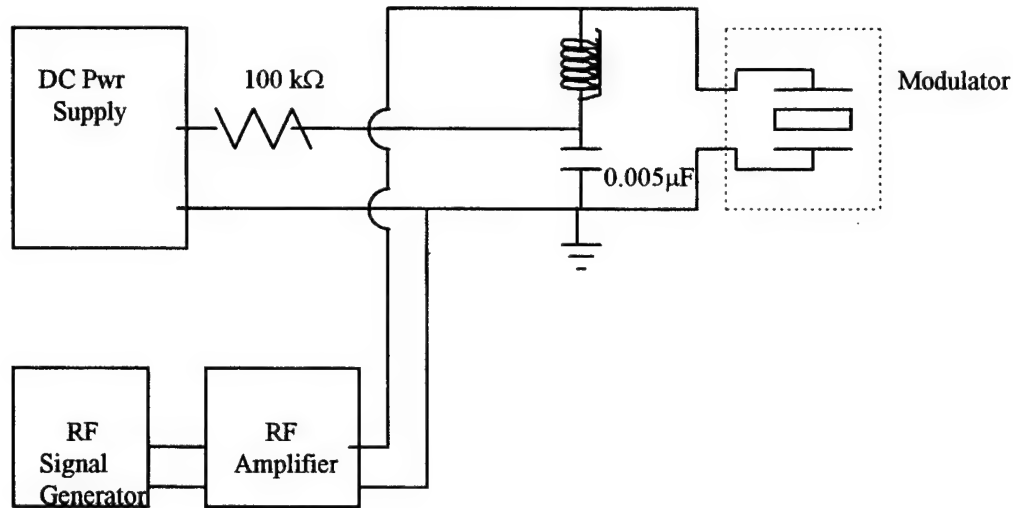 DC Pwr
Supply
100 kΩ
Modulator
0.005μF
RF
Signal
Generator
RF
Amplifier